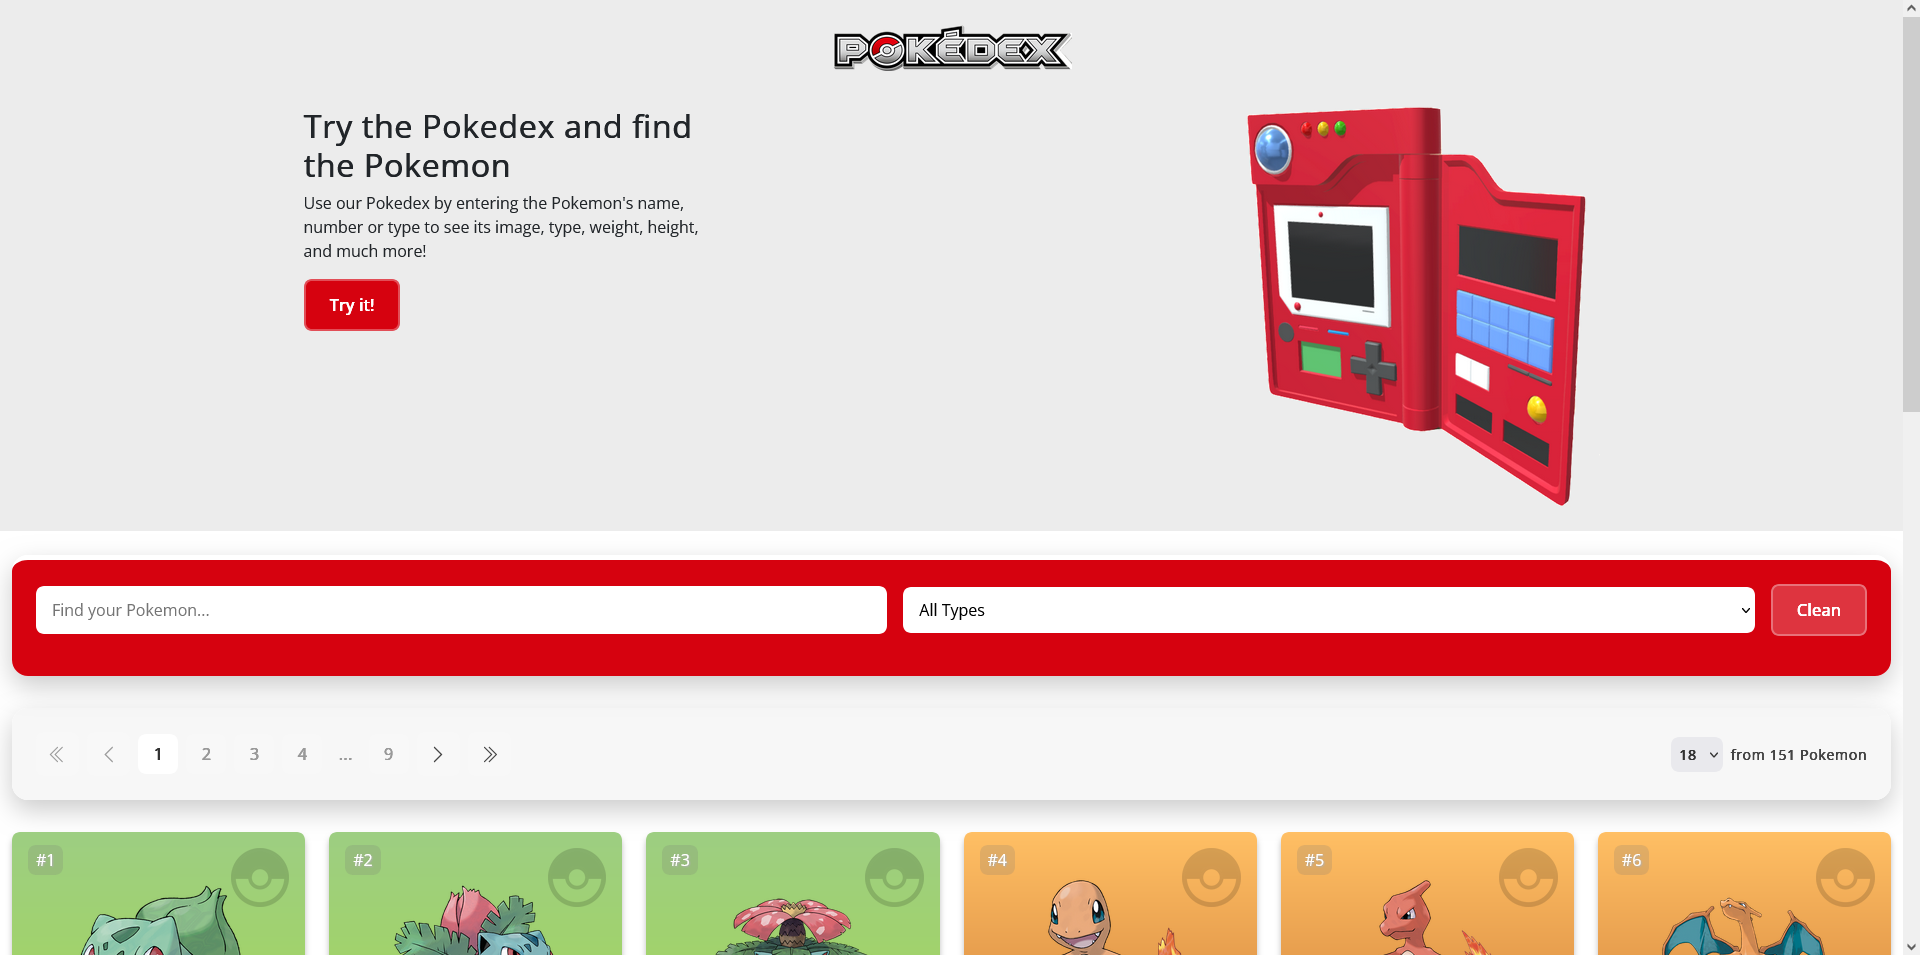 POKÉDEX
Try the Pokedex and find
the Pokemon
Use our Pokedex by entering the Pokemon's name,
number or type to see its image, type, weight, height,
and much more!
Try it!
Find your Pokemon...
All Types
Clean
1 2 3 4 ... 9
18 from 151 Pokemon
#1 #2 #3 #4 #5 #6